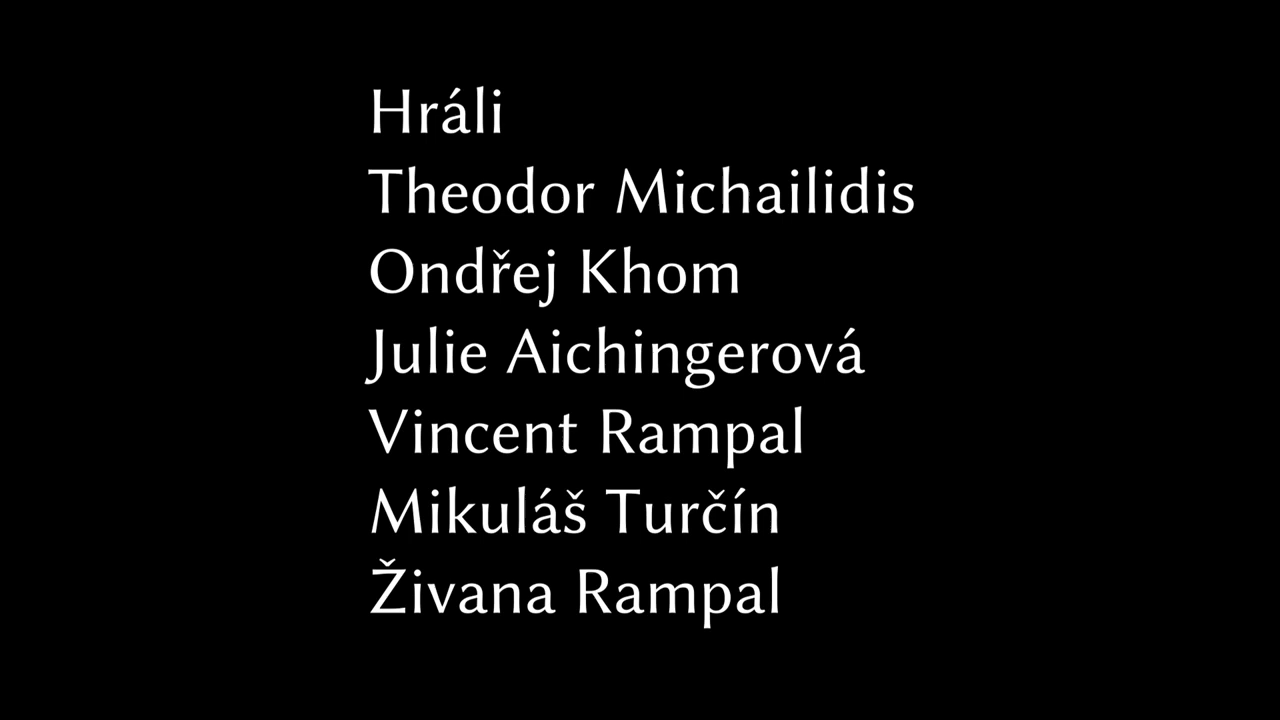 Hráli
Theodor Michailidis
Ondřej Khom
Julie Aichingerová
Vincent Rampal
Mikuláš Turčín
Živana Rampal